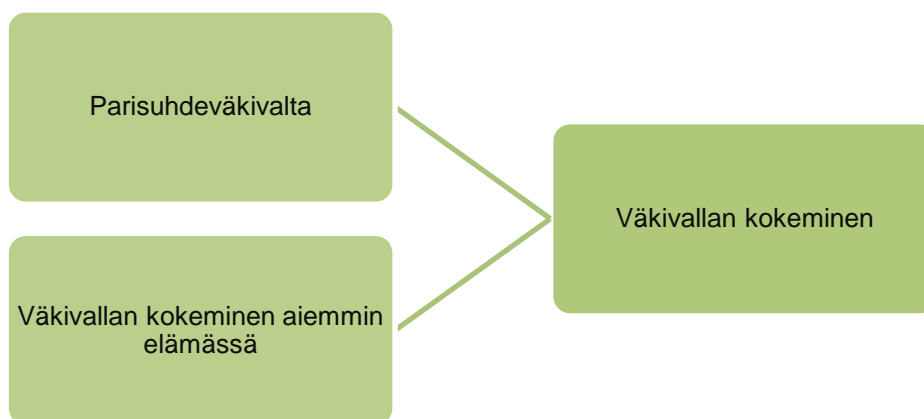 Parisuhdeväkivalta
Väkivallan kokeminen
Väkivallan kokeminen aiemmin
elämässä